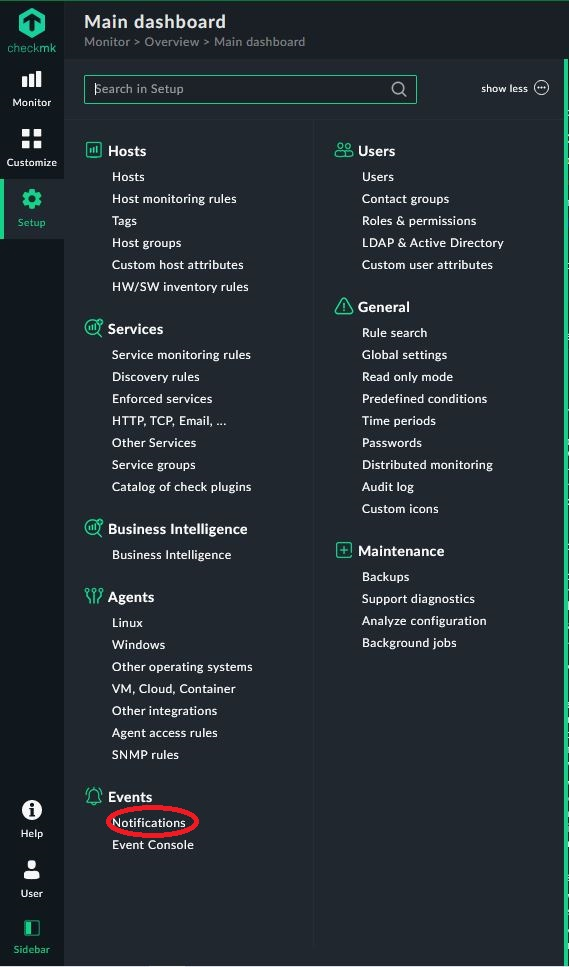 checkmk
Main dashboard
Monitor > Overview > Main dashboard
Monitor
Customize
Setup
Search in Setup
show less
Hosts
Hosts
Host monitoring rules
Tags
Host groups
Custom host attributes
HW/SW inventory rules
Services
Service monitoring rules
Discovery rules
Enforced services
HTTP, TCP, Email, ...
Other Services
Service groups
Catalog of check plugins
Business Intelligence
Business Intelligence
Agents
Linux
Windows
Other operating systems
VM, Cloud, Container
Other integrations
Agent access rules
SNMP rules
Events
Notifications
Event Console
Users
Users
Contact groups
Roles & permissions
LDAP & Active Directory
Custom user attributes
General
Rule search
Global settings
Read only mode
Predefined conditions
Time periods
Passwords
Distributed monitoring
Audit log
Custom icons
Maintenance
Backups
Support diagnostics
Analyze configuration
Background jobs
Help
User
Sidebar